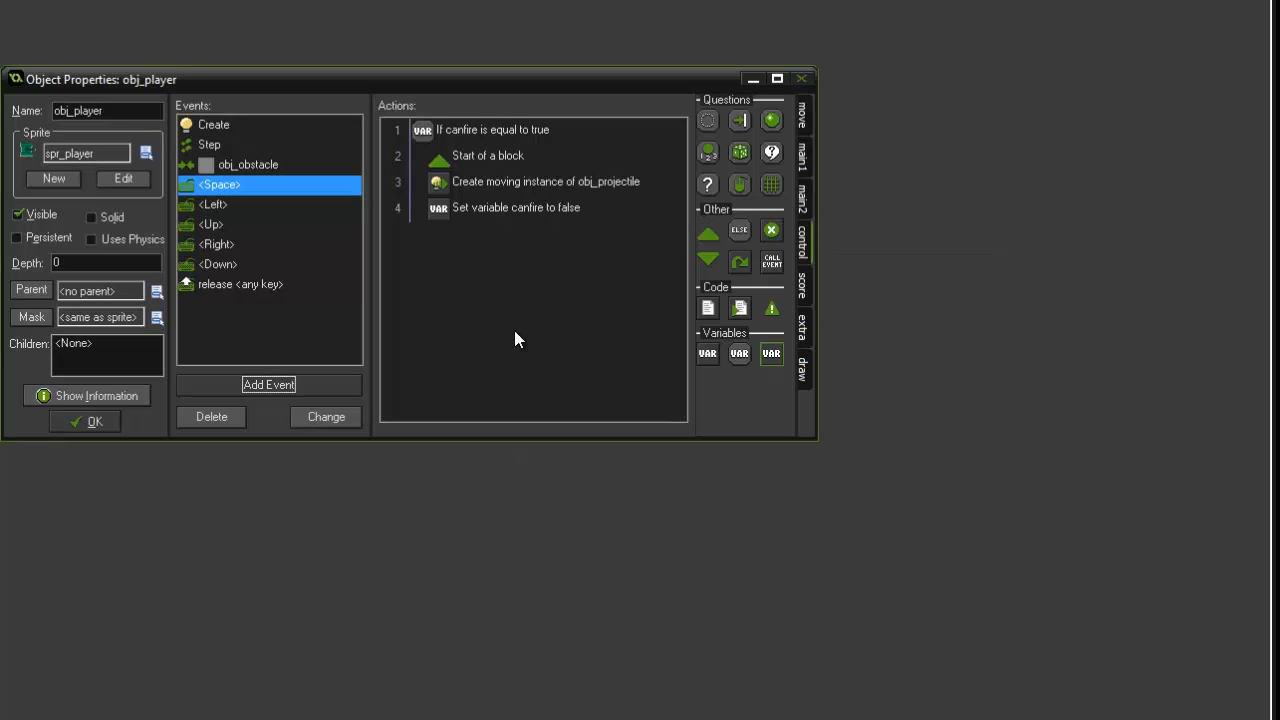 Object Properties: obj_player
Name: obj_player
Sprite
spr_player
New Edit
Visible Solid
Persistent Uses Physics
Depth: 0
Parent <no parent>
Mask <same as sprite>
Children: <None>
Show Information
OK
Events:
Create
Step
obj_obstacle
<Space>
<Left>
<Up>
<Right>
<Down>
release <any key>
Add Event
Delete Change
Actions:
1 VAR If canfire is equal to true
2 Start of a block
3 Create moving instance of obj_projectile
4 VAR Set variable canfire to false
Questions
?
?
Other
ELSE
CALL EVENT
Code
Variables
VAR VAR VAR
move
main1
main2
control
score
extra
draw